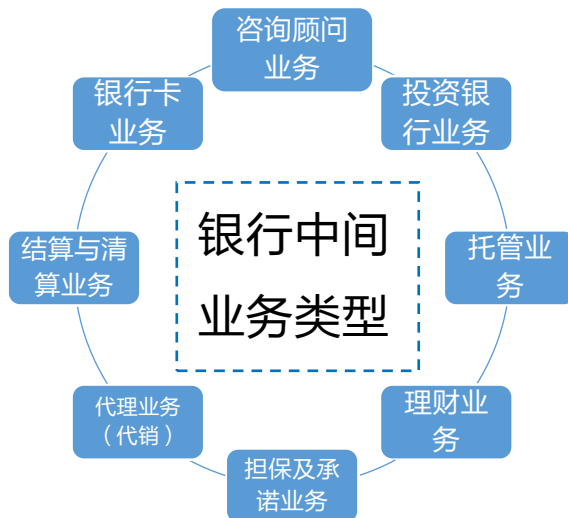 咨询顾问
业务
银行卡
业务
投资银
行业务
银行中间
业务类型
结算与清
算业务
托管业
务
代理业务
（代销）
理财业
务
担保及承
诺业务